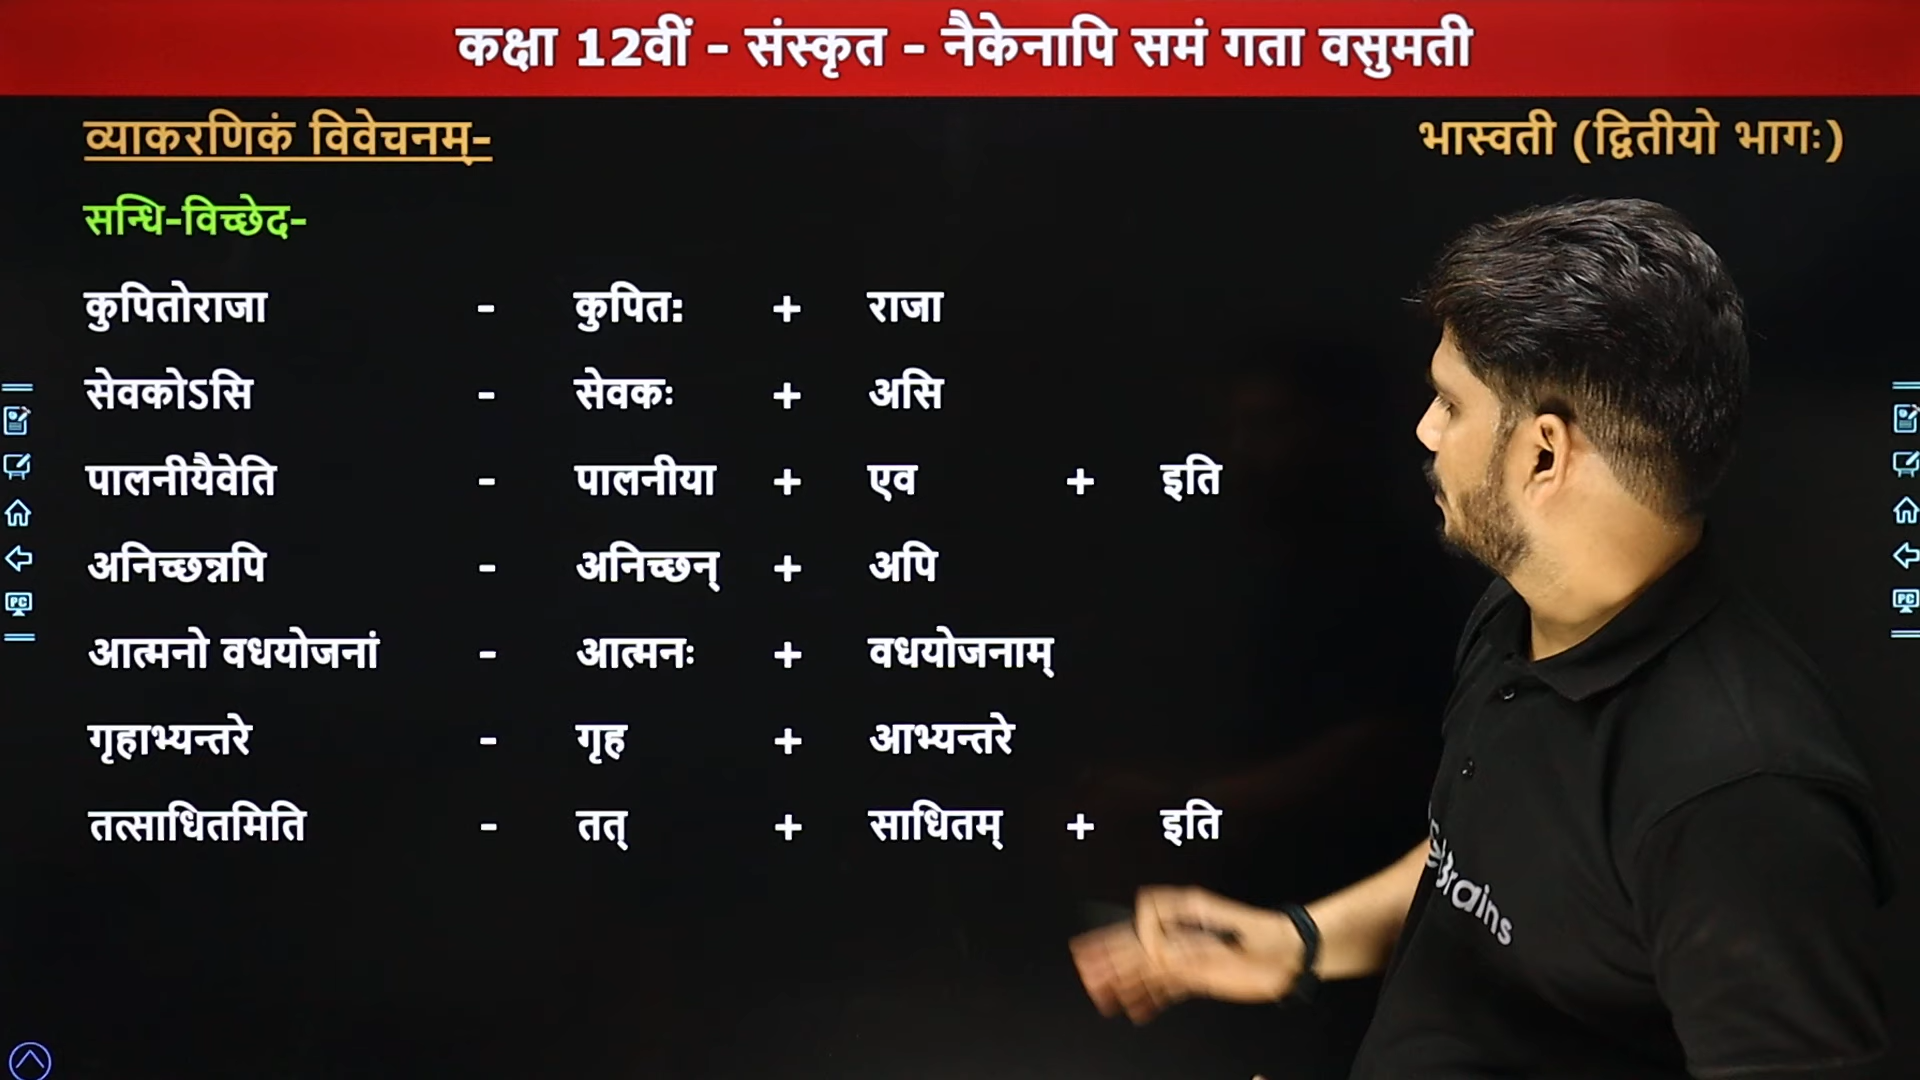 कक्षा 12वीं - संस्कृत - नैकेनापि समं गता वसुमती
व्याकरणिकं विवेचनम्-
भास्वती (द्वितीयो भागः)
सन्धि-विच्छेद-
कुपितोराजा - कुपित: + राजा
सेवकोऽसि - सेवकः + असि
पालनीयैवेति - पालनीया + एव + इति
अनिच्छन्नपि - अनिच्छन् + अपि
आत्मनो वधयोजनां - आत्मनः + वधयोजनाम्
गृहाभ्यन्तरे - गृह + आभ्यन्तरे
तत्साधितमिति - तत् + साधितम् + इति
PC
PC